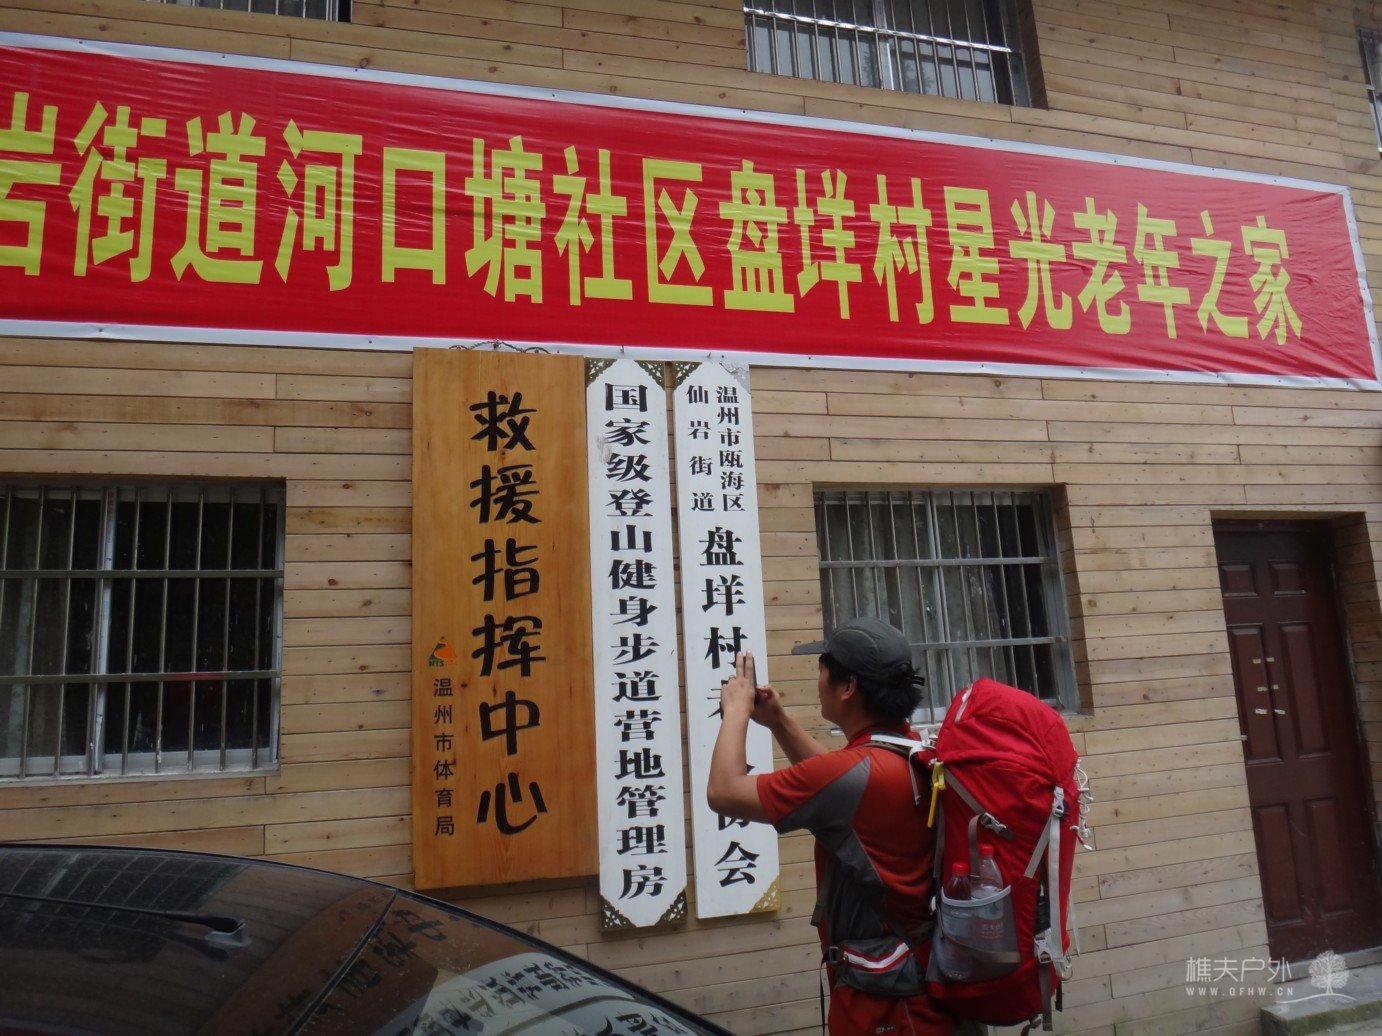 岩街道河口塘社区盘垟村星光老年之家
救援指挥中心
NTS
温州市体育局
国家级登山健身步道营地管理房
温州市瓯海区
仙岩街道
盘垟村
协会
樵夫户外
WWW.QFHW.CN